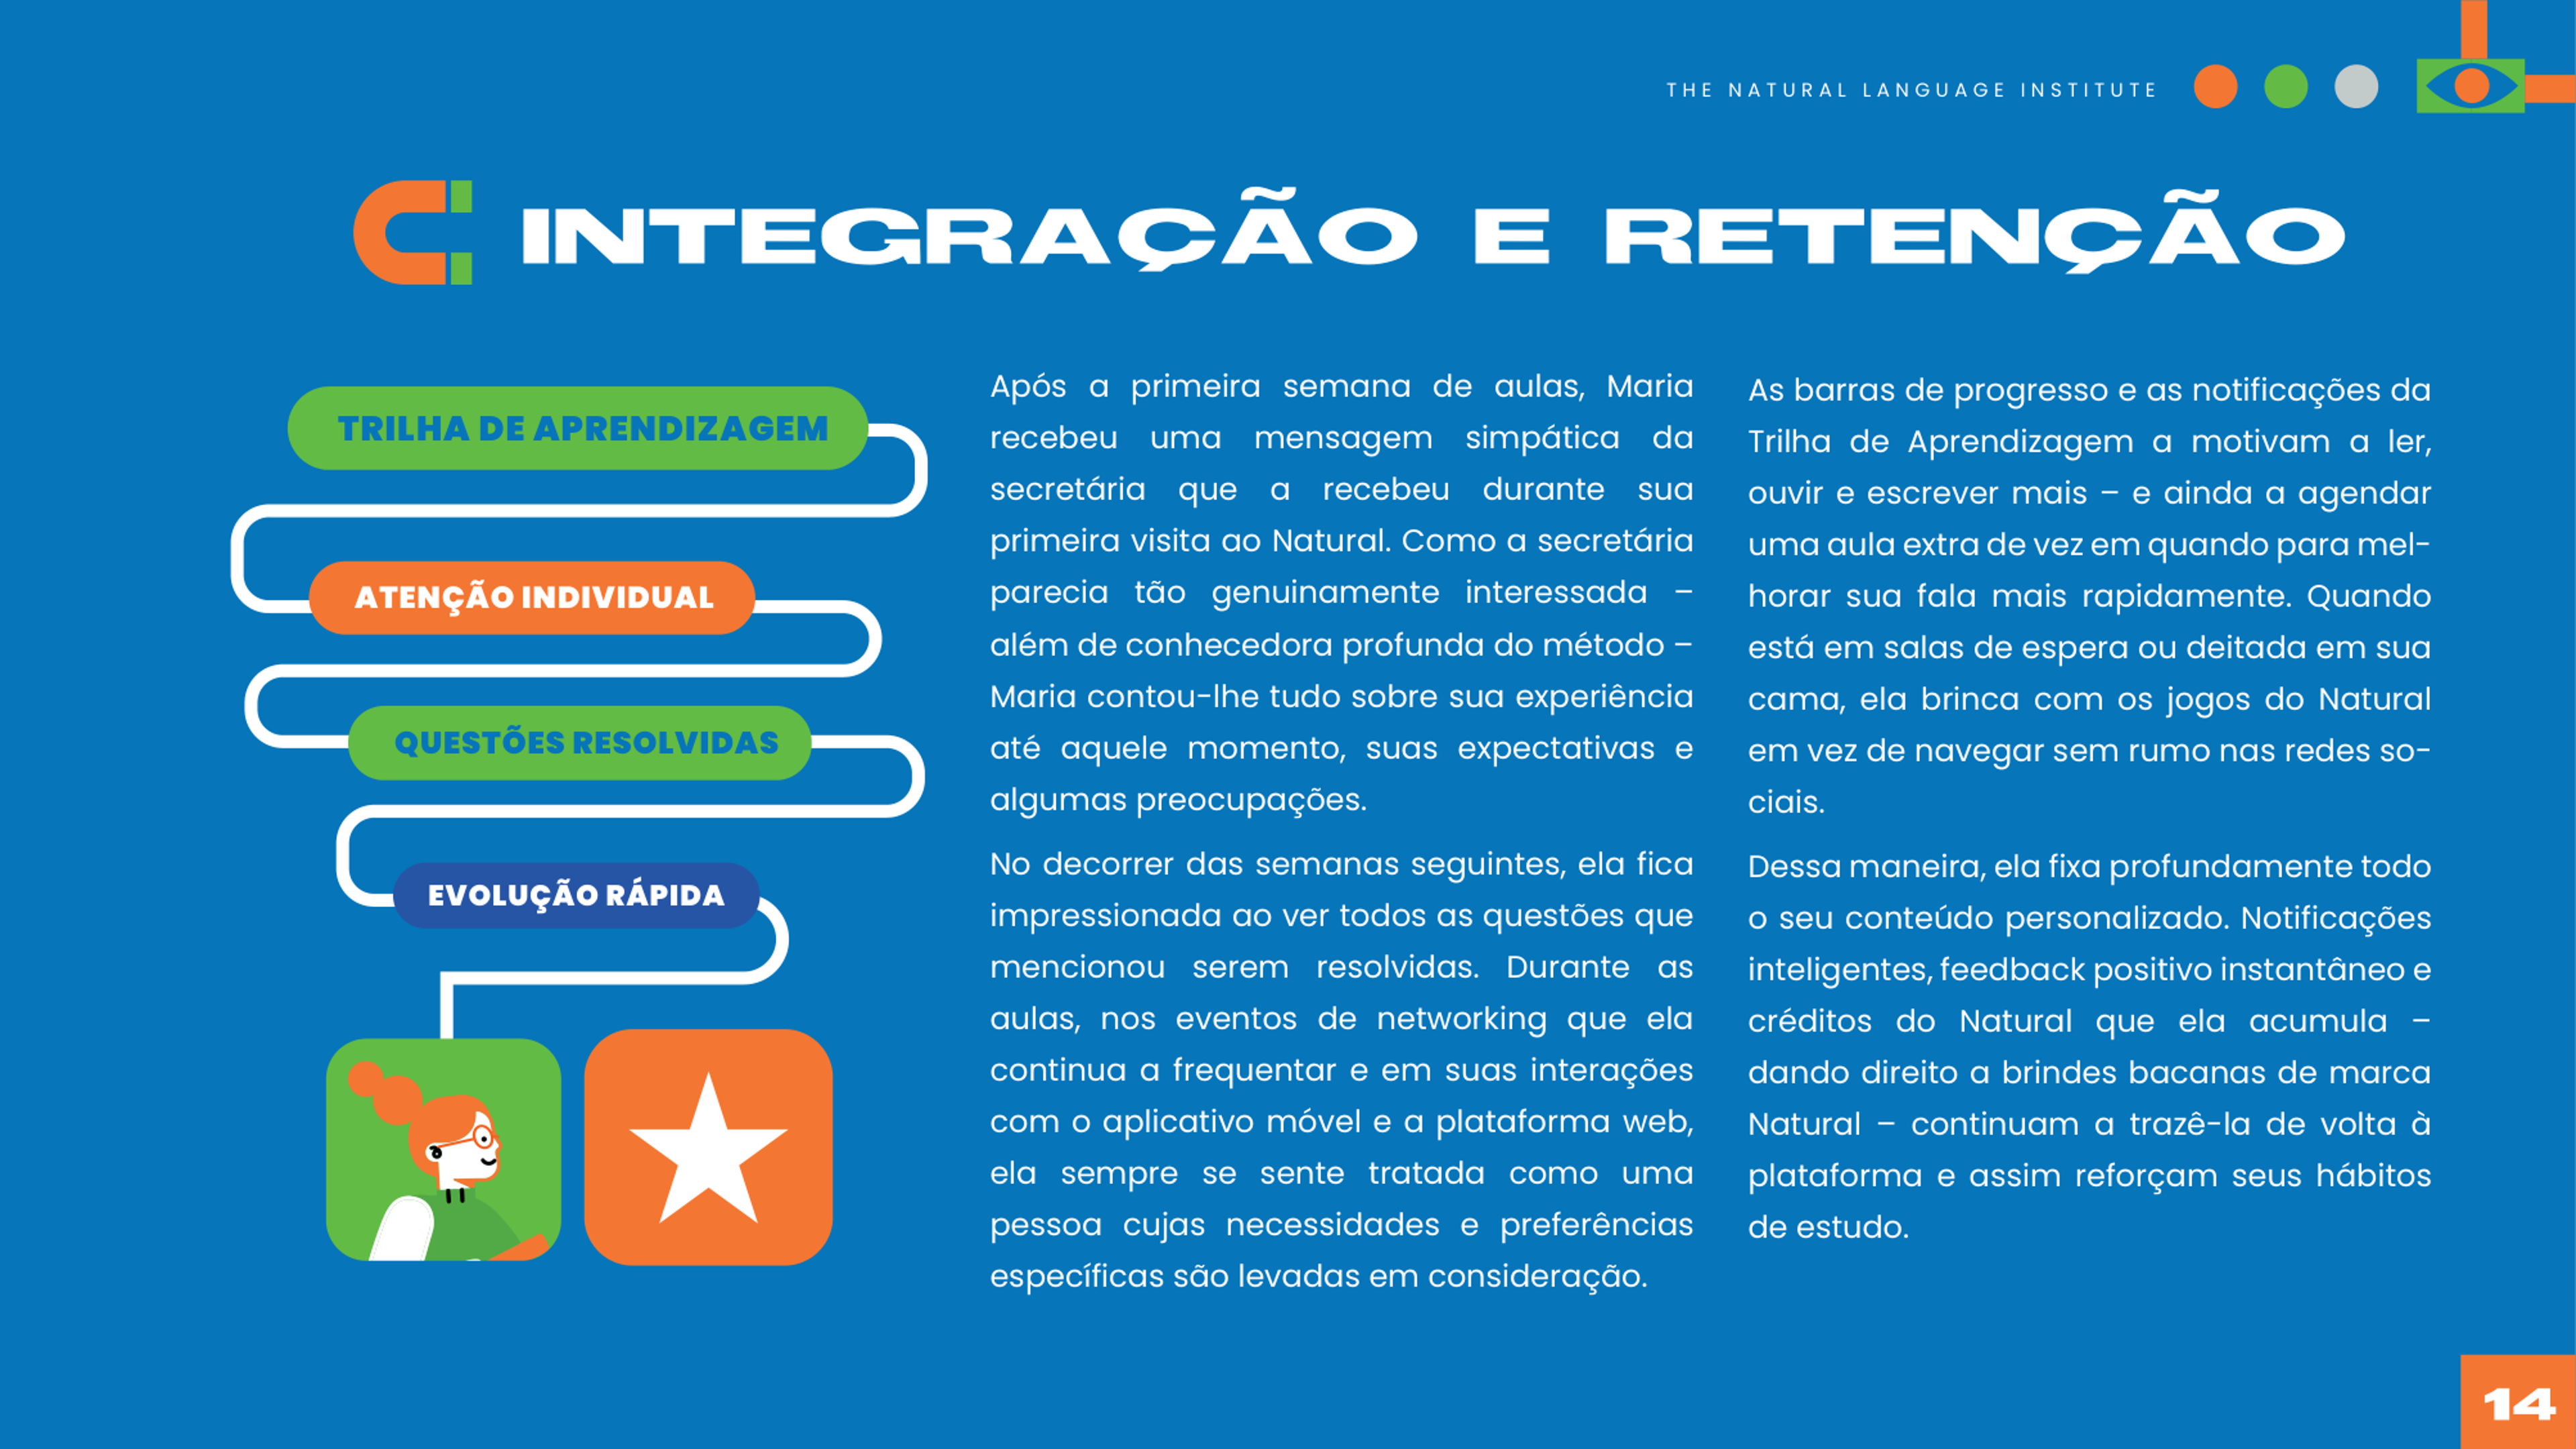 THE NATURAL LANGUAGE INSTITUTE
INTEGRAÇÃO E RETENÇÃO
TRILHA DE APRENDIZAGEM
ATENÇÃO INDIVIDUAL
QUESTÕES RESOLVIDAS
EVOLUÇÃO RÁPIDA
Após a primeira semana de aulas, Maria
recebeu uma mensagem simpática da
secretária que a recebeu durante sua
primeira visita ao Natural. Como a secretária
parecia tão genuinamente interessada –
além de conhecedora profunda do método –
Maria contou-lhe tudo sobre sua experiência
até aquele momento, suas expectativas e
algumas preocupações.
No decorrer das semanas seguintes, ela fica
impressionada ao ver todos as questões que
mencionou serem resolvidas. Durante as
aulas, nos eventos de networking que ela
continua a frequentar e em suas interações
com o aplicativo móvel e a plataforma web,
ela sempre se sente tratada como uma
pessoa cujas necessidades e preferências
específicas são levadas em consideração.
As barras de progresso e as notificações da
Trilha de Aprendizagem a motivam a ler,
ouvir e escrever mais – e ainda a agendar
uma aula extra de vez em quando para mel-
horar sua fala mais rapidamente. Quando
está em salas de espera ou deitada em sua
cama, ela brinca com os jogos do Natural
em vez de navegar sem rumo nas redes so-
ciais.
Dessa maneira, ela fixa profundamente todo
o seu conteúdo personalizado. Notificações
inteligentes, feedback positivo instantâneo e
créditos do Natural que ela acumula –
dando direito a brindes bacanas de marca
Natural – continuam a trazê-la de volta à
plataforma e assim reforçam seus hábitos
de estudo.
14